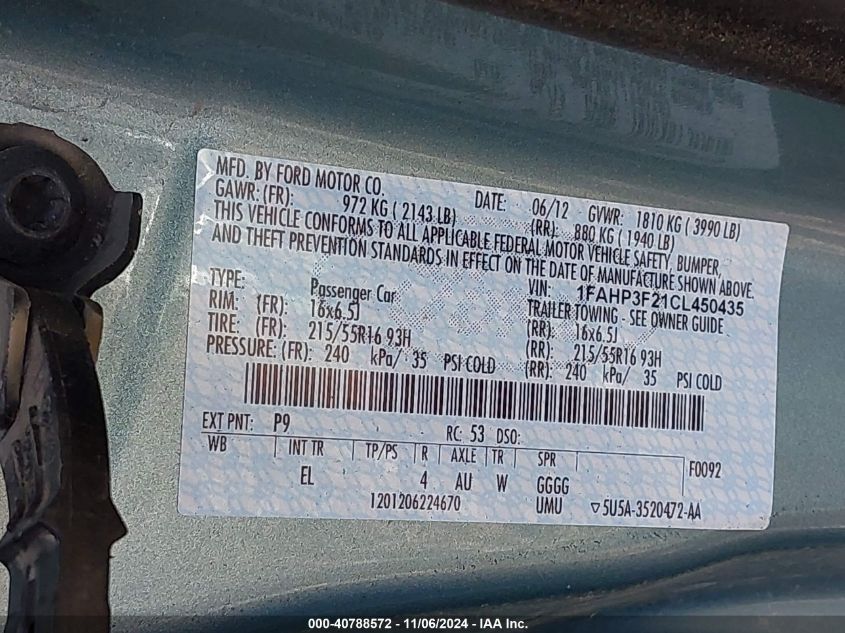 MFD. BY FORD MOTOR CO.
DATE: 06/12 GVWR: 1810 KG ( 3990 LB)
GAWR: (FR): 972 KG ( 2143 LB) (RR): 880 KG ( 1940 LB)
THIS VEHICLE CONFORMS TO ALL APPLICABLE FEDERAL MOTOR VEHICLE SAFETY, BUMPER,
AND THEFT PREVENTION STANDARDS IN EFFECT ON THE DATE OF MANUFACTURE SHOWN ABOVE.
VIN: 1FAHP3F21CL450435
TYPE: Passenger Car TRAILER TOWING - SEE OWNER GUIDE
RIM: (FR): 16x6.5J (RR): 16x6.5J
TIRE: (FR): 215/55R16 93H (RR): 215/55R16 93H
PRESSURE: (FR): 240 kPa/ 35 PSI COLD (RR): 240 kPa/ 35 PSI COLD
EXT PNT: P9 RC: 53 DSO: F0092
WB INT TR TP/PS R AXLE TR SPR
EL 4 AU W GGGG
1201206224670 UMU ▽5U5A-3520472-AA
000-40788572 - 11/06/2024 - IAA Inc.